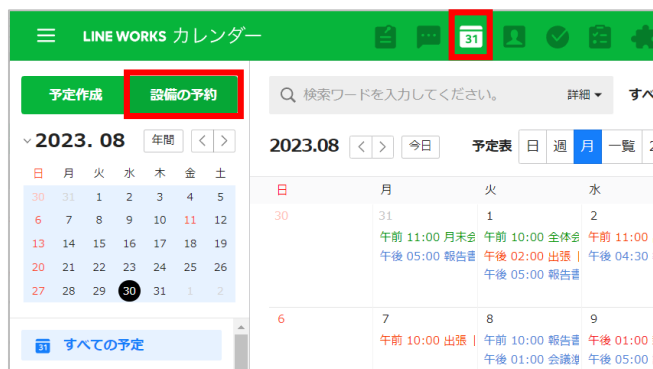 LINE WORKS カレンダー
31
予定作成 設備の予約
検索ワードを入力してください。 詳細
2023. 08 年間
2023.08 今日 予定表 日 週 月 一覧
日 月 火 水 木 金 土
30 31 1 2 3 4 5
6 7 8 9 10 11 12
13 14 15 16 17 18 19
20 21 22 23 24 25 26
27 28 29 30 31 1 2
31 すべての予定
日 月 火 水
30 31 1 2
午前 11:00 月末会 午前 10:00 全体会 午前 11:00
午後 05:00 報告書 午後 02:00 出張 午後 04:30
午後 05:00 報告書
6 7 8 9
午前 10:00 出張 午前 10:00 報告書 午後 01:00
午後 01:00 会議準 午後 05:00